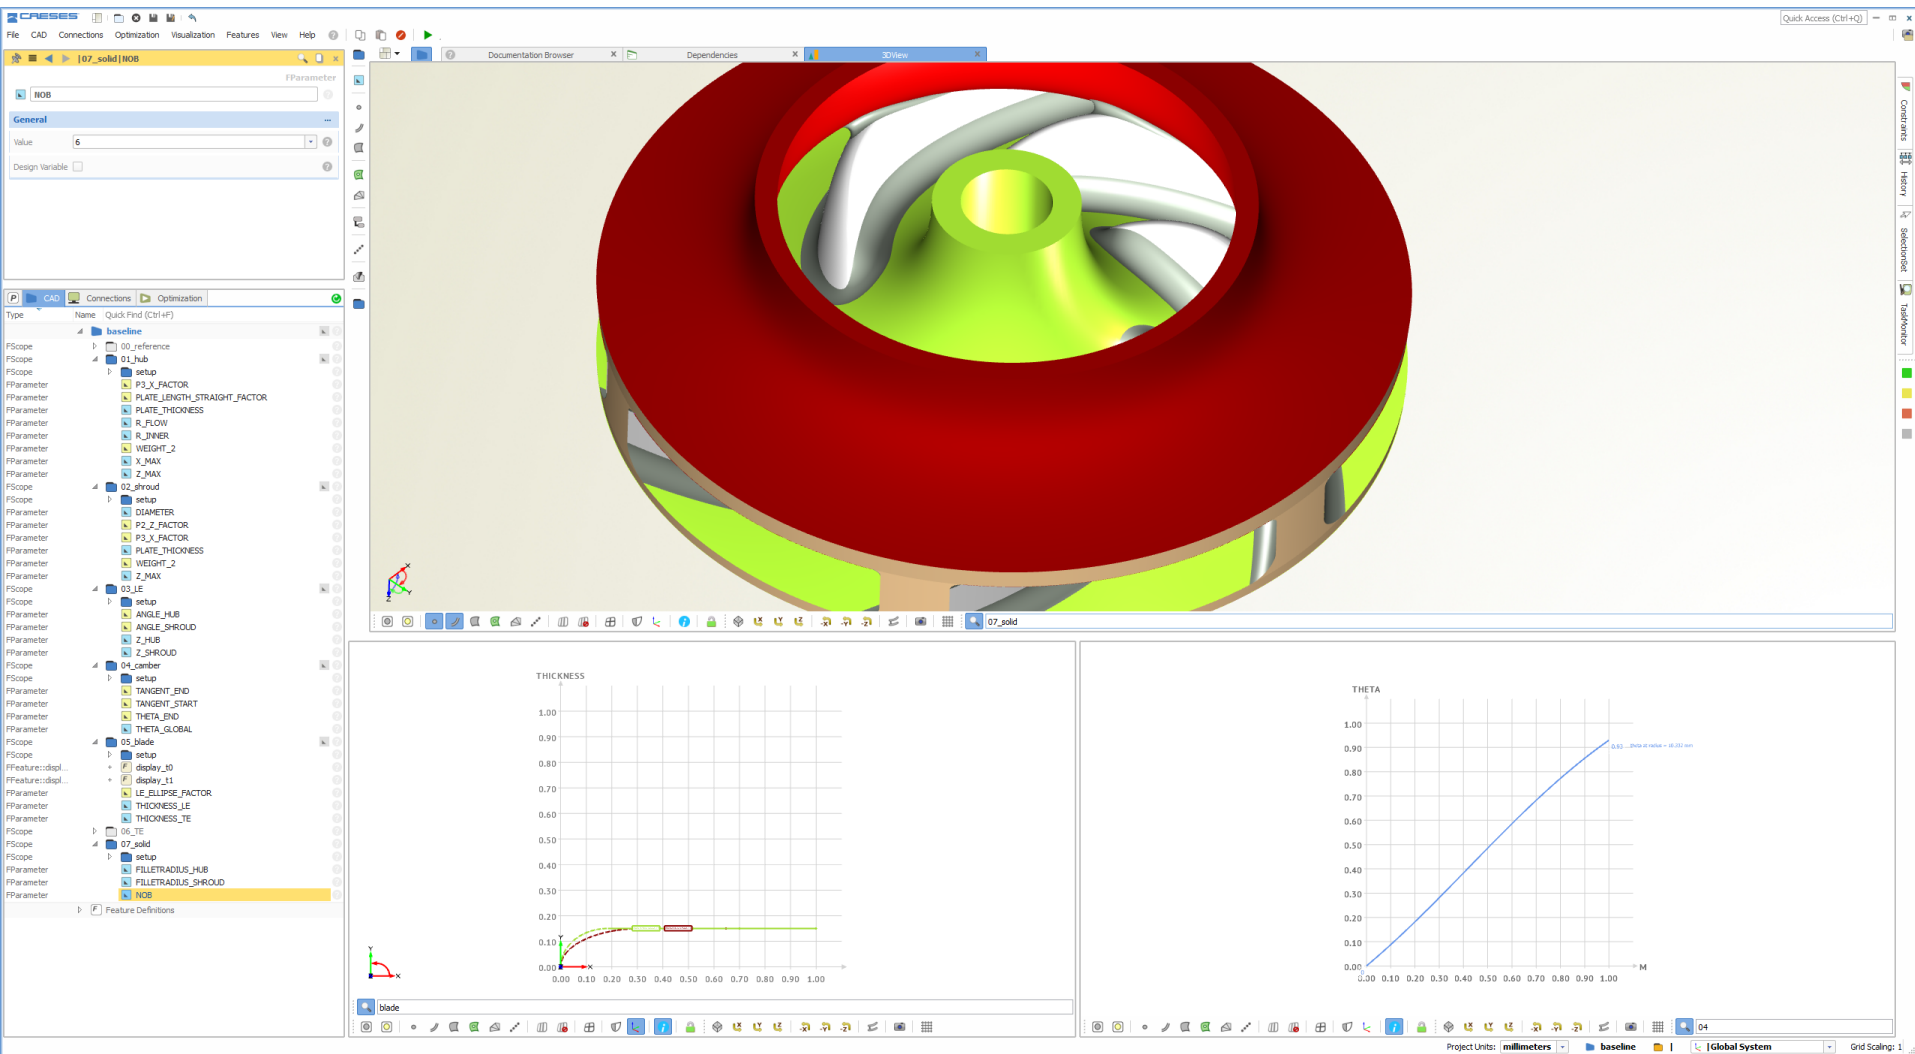 CAESES
Quick Access (Ctrl+Q)
File CAD Connections Optimization Visualization Features View Help
|07_solid|NOB
FParameter
NOB
General
Value 6
Design Variable
Documentation Browser
Dependencies
3DView
P CAD Connections Optimization
Type Name Quick Find (Ctrl+F)
baseline
FScope 00_reference
FScope 01_hub
FScope setup
FParameter P3_X_FACTOR
FParameter PLATE_LENGTH_STRAIGHT_FACTOR
FParameter PLATE_THICKNESS
FParameter R_FLOW
FParameter R_INNER
FParameter WEIGHT_2
FParameter X_MAX
FParameter Z_MAX
FScope 02_shroud
FScope setup
FParameter DIAMETER
FParameter P2_Z_FACTOR
FParameter P3_X_FACTOR
FParameter PLATE_THICKNESS
FParameter WEIGHT_2
FParameter Z_MAX
FScope 03_LE
FScope setup
FParameter ANGLE_HUB
FParameter ANGLE_SHROUD
FParameter Z_HUB
FParameter Z_SHROUD
FScope 04_camber
FScope setup
FParameter TANGENT_END
FParameter TANGENT_START
FParameter THETA_END
FParameter THETA_GLOBAL
FScope 05_blade
FScope setup
FFeature::displ... F display_t0
FFeature::displ... F display_t1
FParameter LE_ELLIPSE_FACTOR
FParameter THICKNESS_LE
FParameter THICKNESS_TE
FScope 06_TE
FScope 07_solid
FScope setup
FParameter FILLETRADIUS_HUB
FParameter FILLETRADIUS_SHROUD
FParameter NOB
F Feature Definitions
X
Y
Z
07_solid
Constraints
History
SelectionSet
TaskMonitor
THICKNESS
1.00
0.90
0.80
0.70
0.60
0.50
0.40
0.30
0.20
0.10
0.00
Y
X
0.00 0.10 0.20 0.30 0.40 0.50 0.60 0.70 0.80 0.90 1.00
Y
X
blade
THETA
1.00
0.90
0.80
0.70
0.60
0.50
0.40
0.30
0.20
0.10
0.00
M
0.00 0.10 0.20 0.30 0.40 0.50 0.60 0.70 0.80 0.90 1.00
04
Project Units: millimeters baseline | |Global System Grid Scaling: 1